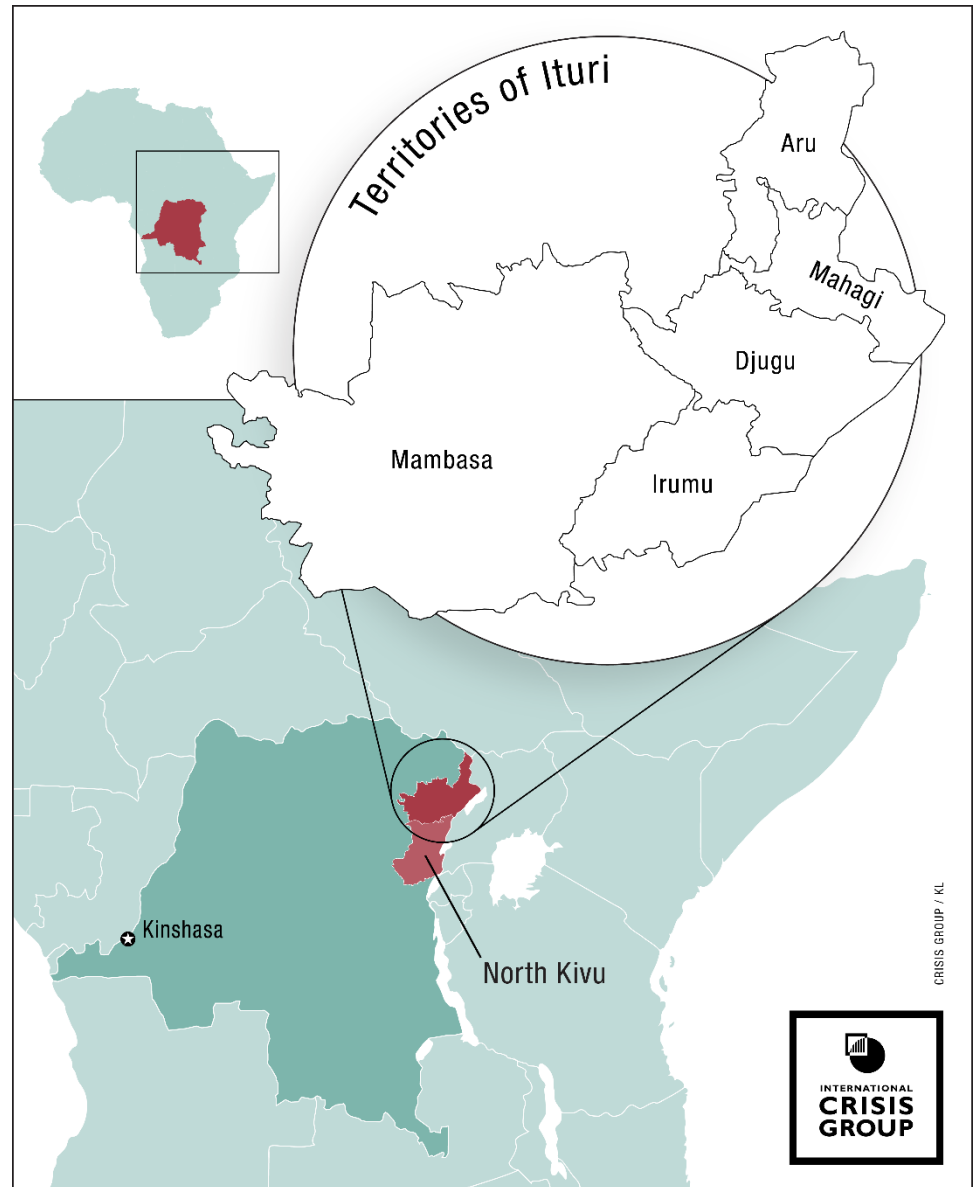 Territories of Ituri
Aru
Mahagi
Djugu
Mambasa
Irumu
Kinshasa
North Kivu
CRISIS GROUP / KL
INTERNATIONAL
CRISIS
GROUP